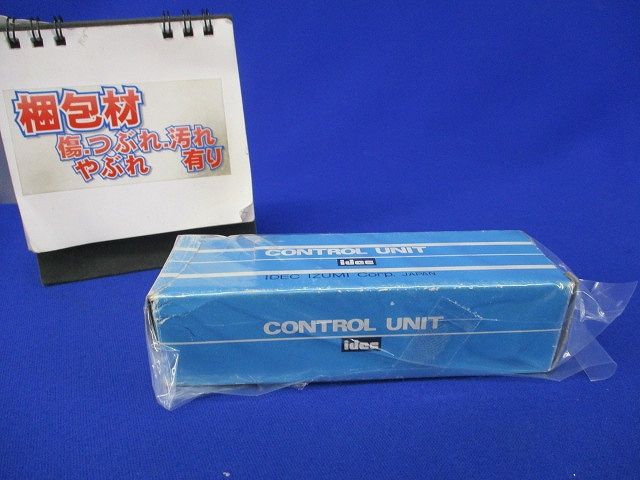 梱包材
傷.つぶれ.汚れ
やぶれ 有り
CONTROL UNIT
idec
IDEC IZUMI Corp. JAPAN
CONTROL UNIT
idec